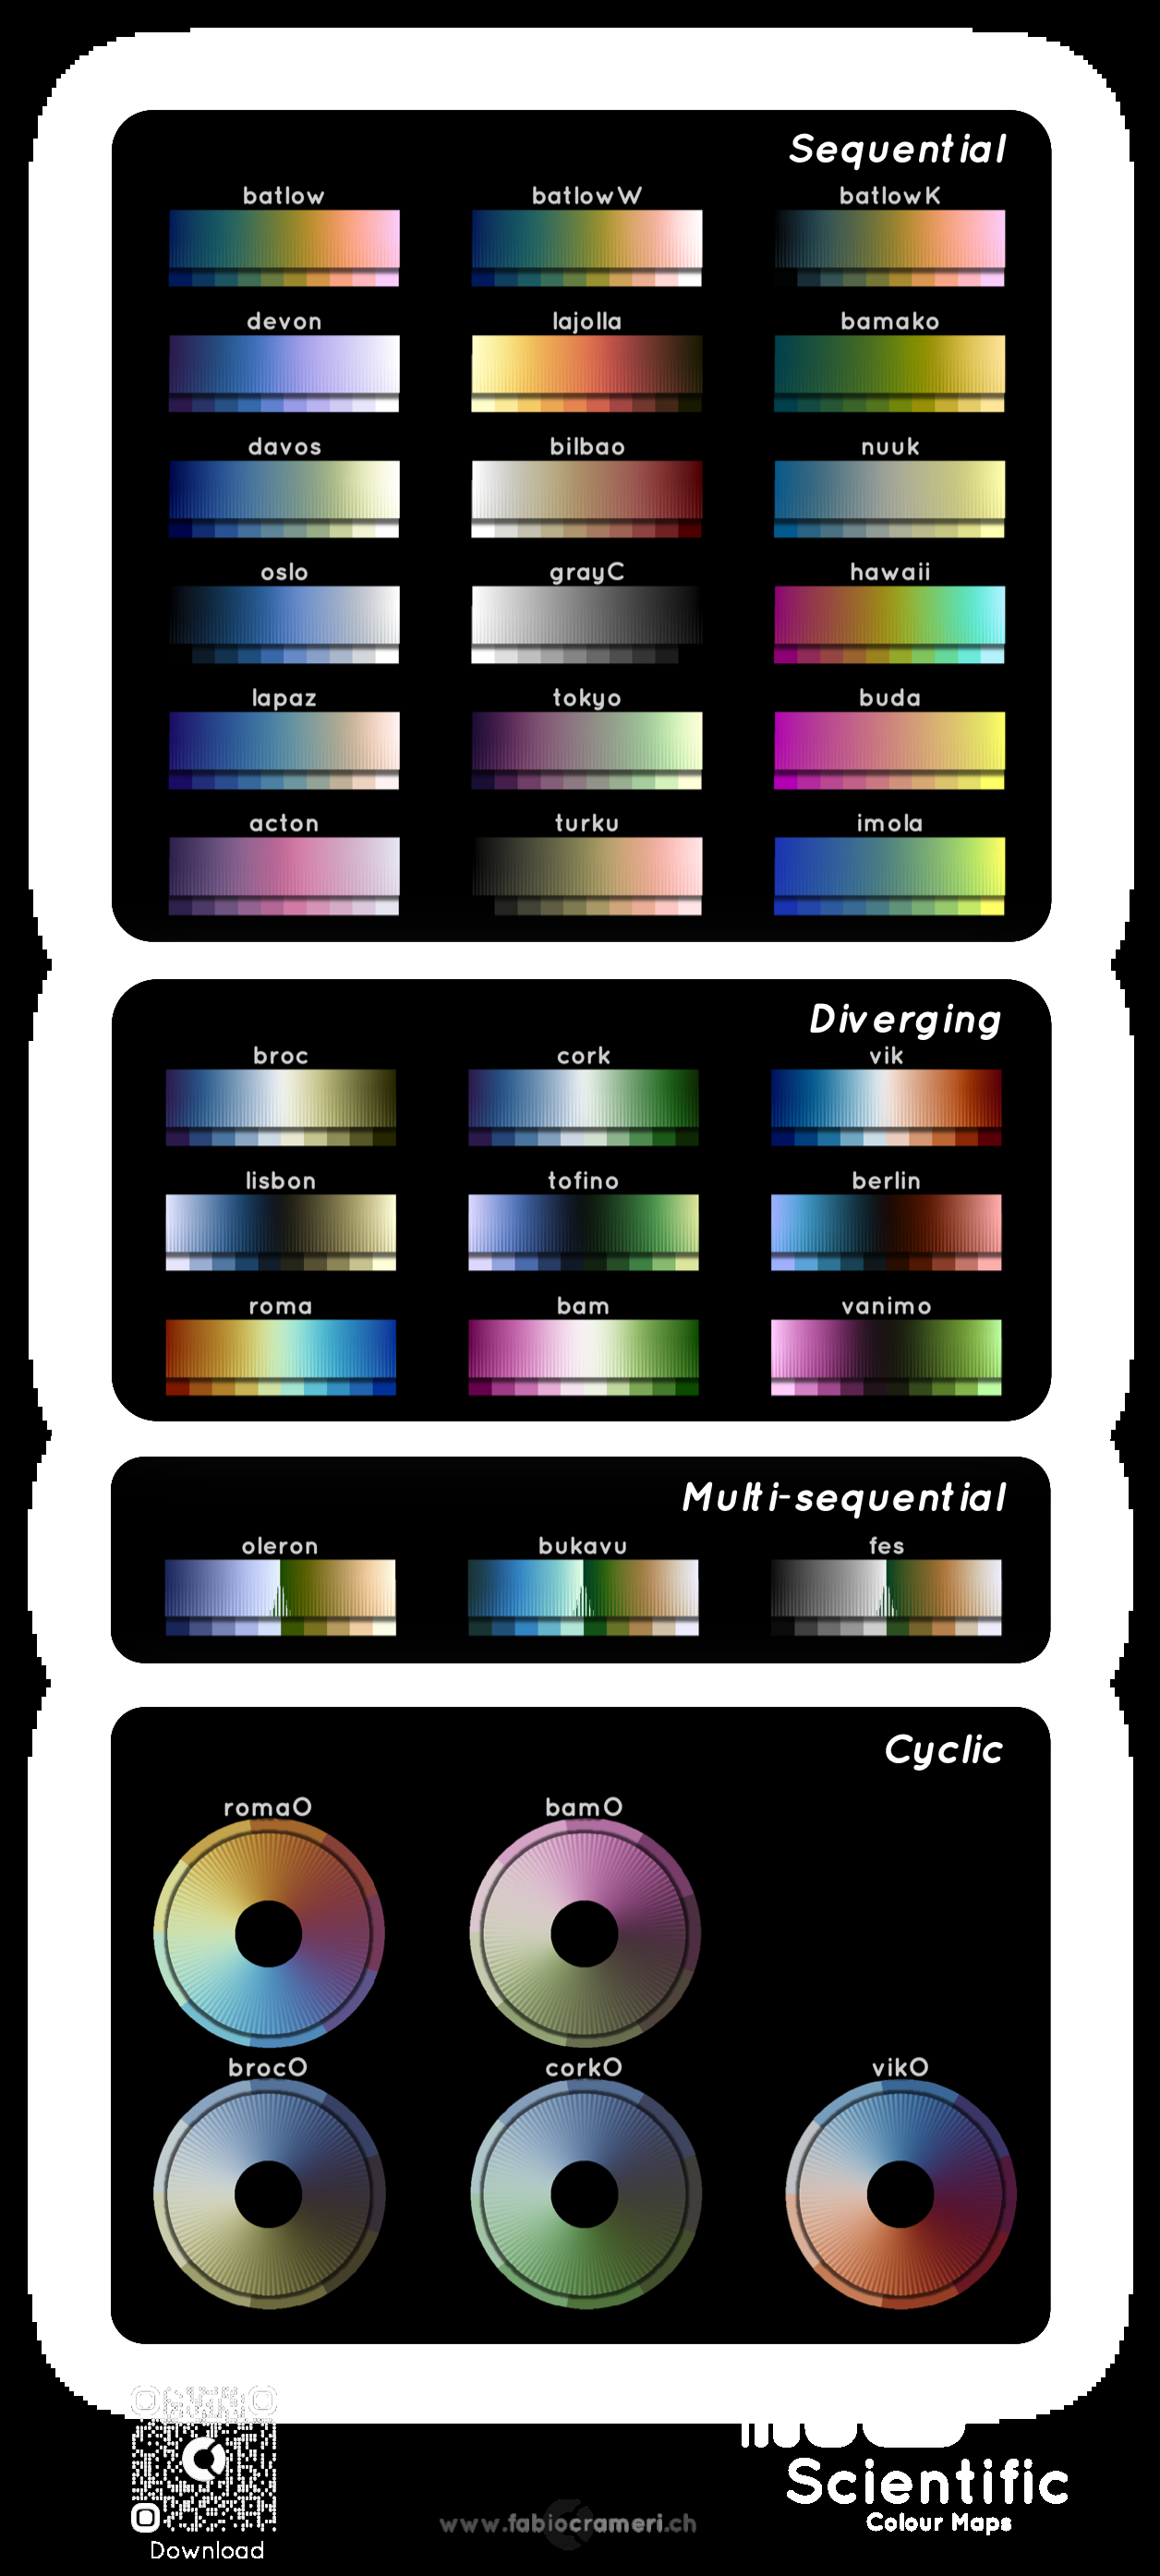 Sequential
batlow batlowW batlowK
devon lajolla bamako
davos bilbao nuuk
oslo grayC hawaii
lapaz tokyo buda
acton turku imola
Diverging
broc cork vik
lisbon tofino berlin
roma bam vanimo
Multi-sequential
oleron bukavu fes
Cyclic
romaO bamO
brocO corkO vikO
Scientific
Colour Maps
www.fabiocrameri.ch
Download